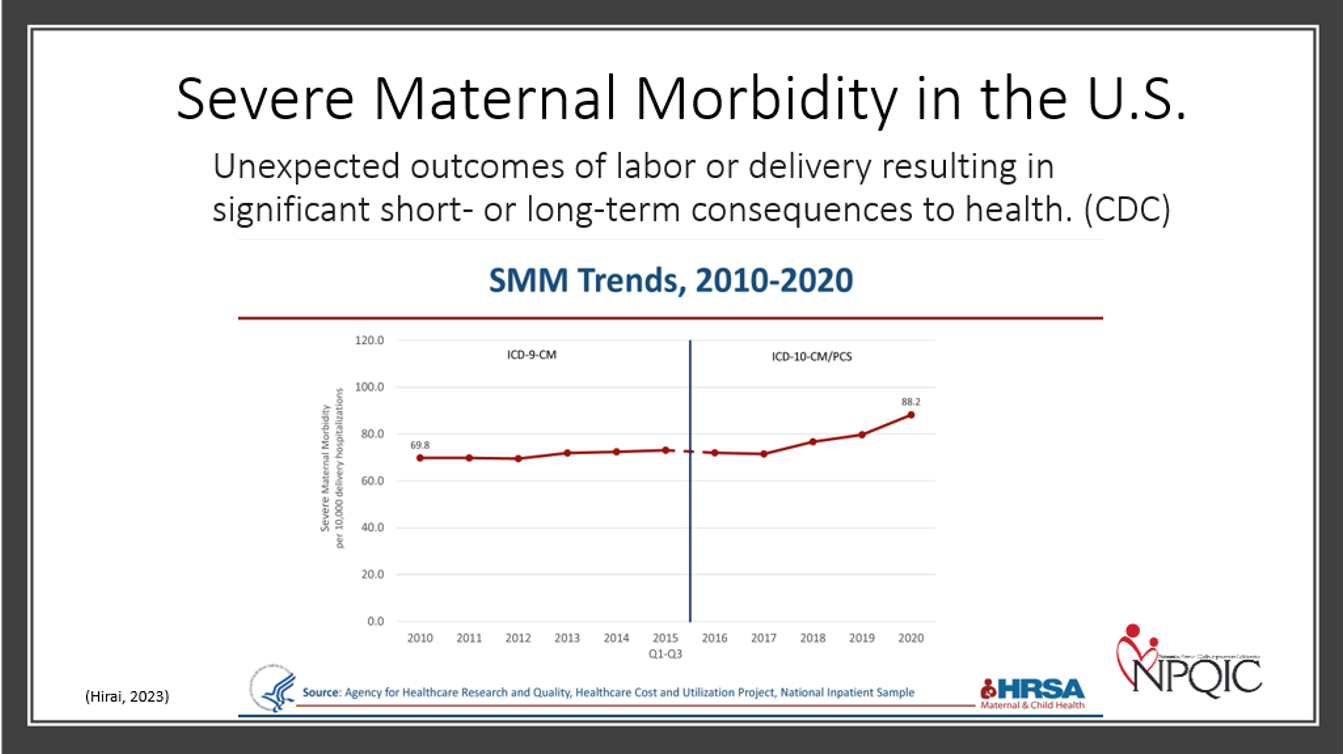 Severe Maternal Morbidity in the U.S.
Unexpected outcomes of labor or delivery resulting in
significant short- or long-term consequences to health. (CDC)
SMM Trends, 2010-2020
120.0
100.0
80.0
60.0
40.0
20.0
0.0
Severe Maternal Morbidity
per 10,000 delivery hospitalizations
ICD-9-CM
ICD-10-CM/PCS
69.8
88.2
2010 2011 2012 2013 2014 2015 2016 2017 2018 2019 2020
Q1-Q3
(Hirai, 2023)
Source: Agency for Healthcare Research and Quality, Healthcare Cost and Utilization Project, National Inpatient Sample
HRSA
Maternal & Child Health
NPQIC